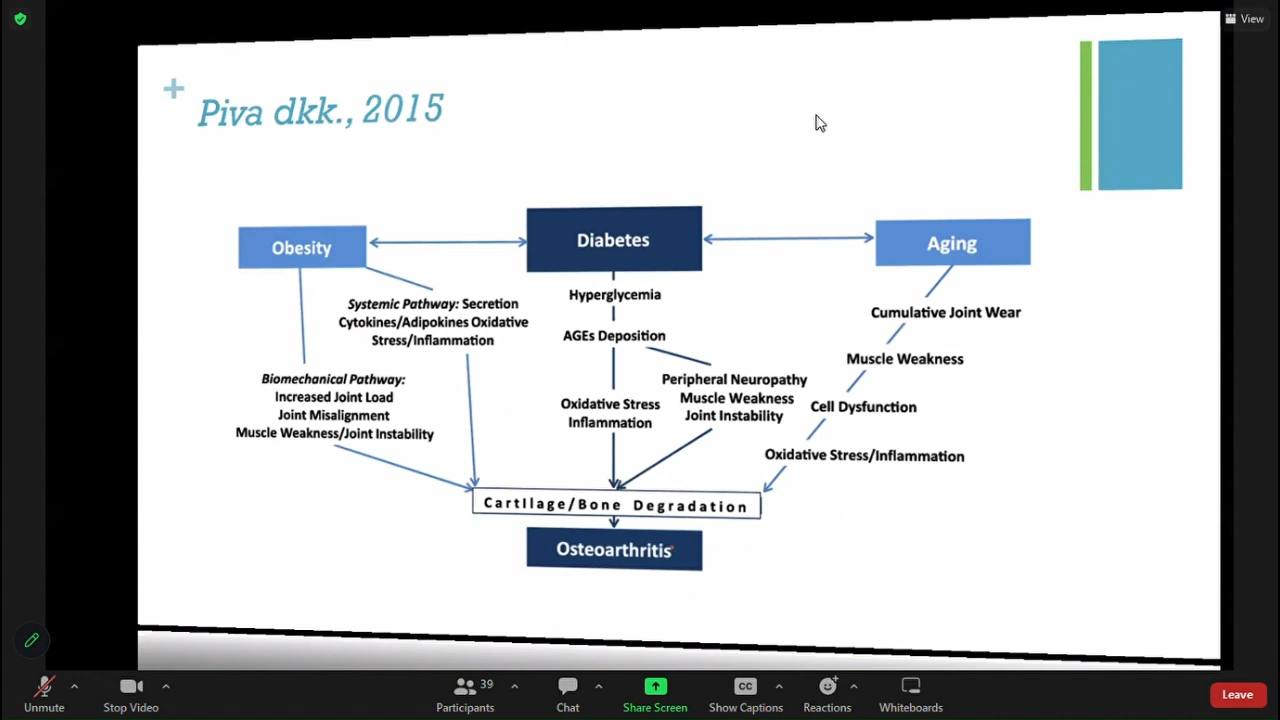 View
+
Piva dkk., 2015
Obesity
Diabetes
Aging
Systemic Pathway: Secretion
Cytokines/Adipokines Oxidative
Stress/Inflammation
Biomechanical Pathway:
Increased Joint Load
Joint Misalignment
Muscle Weakness/Joint Instability
Hyperglycemia
AGEs Deposition
Oxidative Stress
Inflammation
Peripheral Neuropathy
Muscle Weakness
Joint Instability
Cumulative Joint Wear
Muscle Weakness
Cell Dysfunction
Oxidative Stress/Inflammation
Cartilage/Bone Degradation
Osteoarthritis
Unmute
Stop Video
Participants
39
Chat
Share Screen
CC
Show Captions
Reactions
Whiteboards
Leave